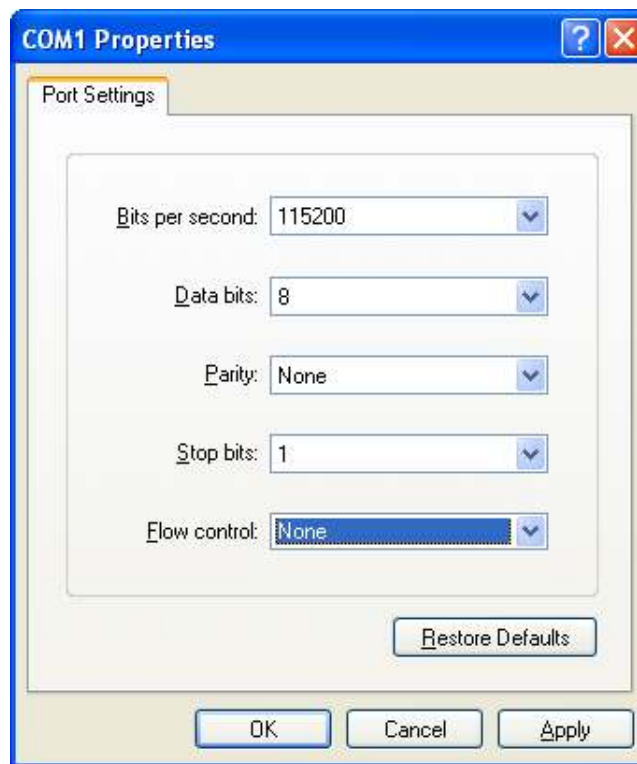 COM1 Properties
Port Settings
Bits per second: 115200
Data bits: 8
Parity: None
Stop bits: 1
Flow control: None
Restore Defaults
OK Cancel Apply